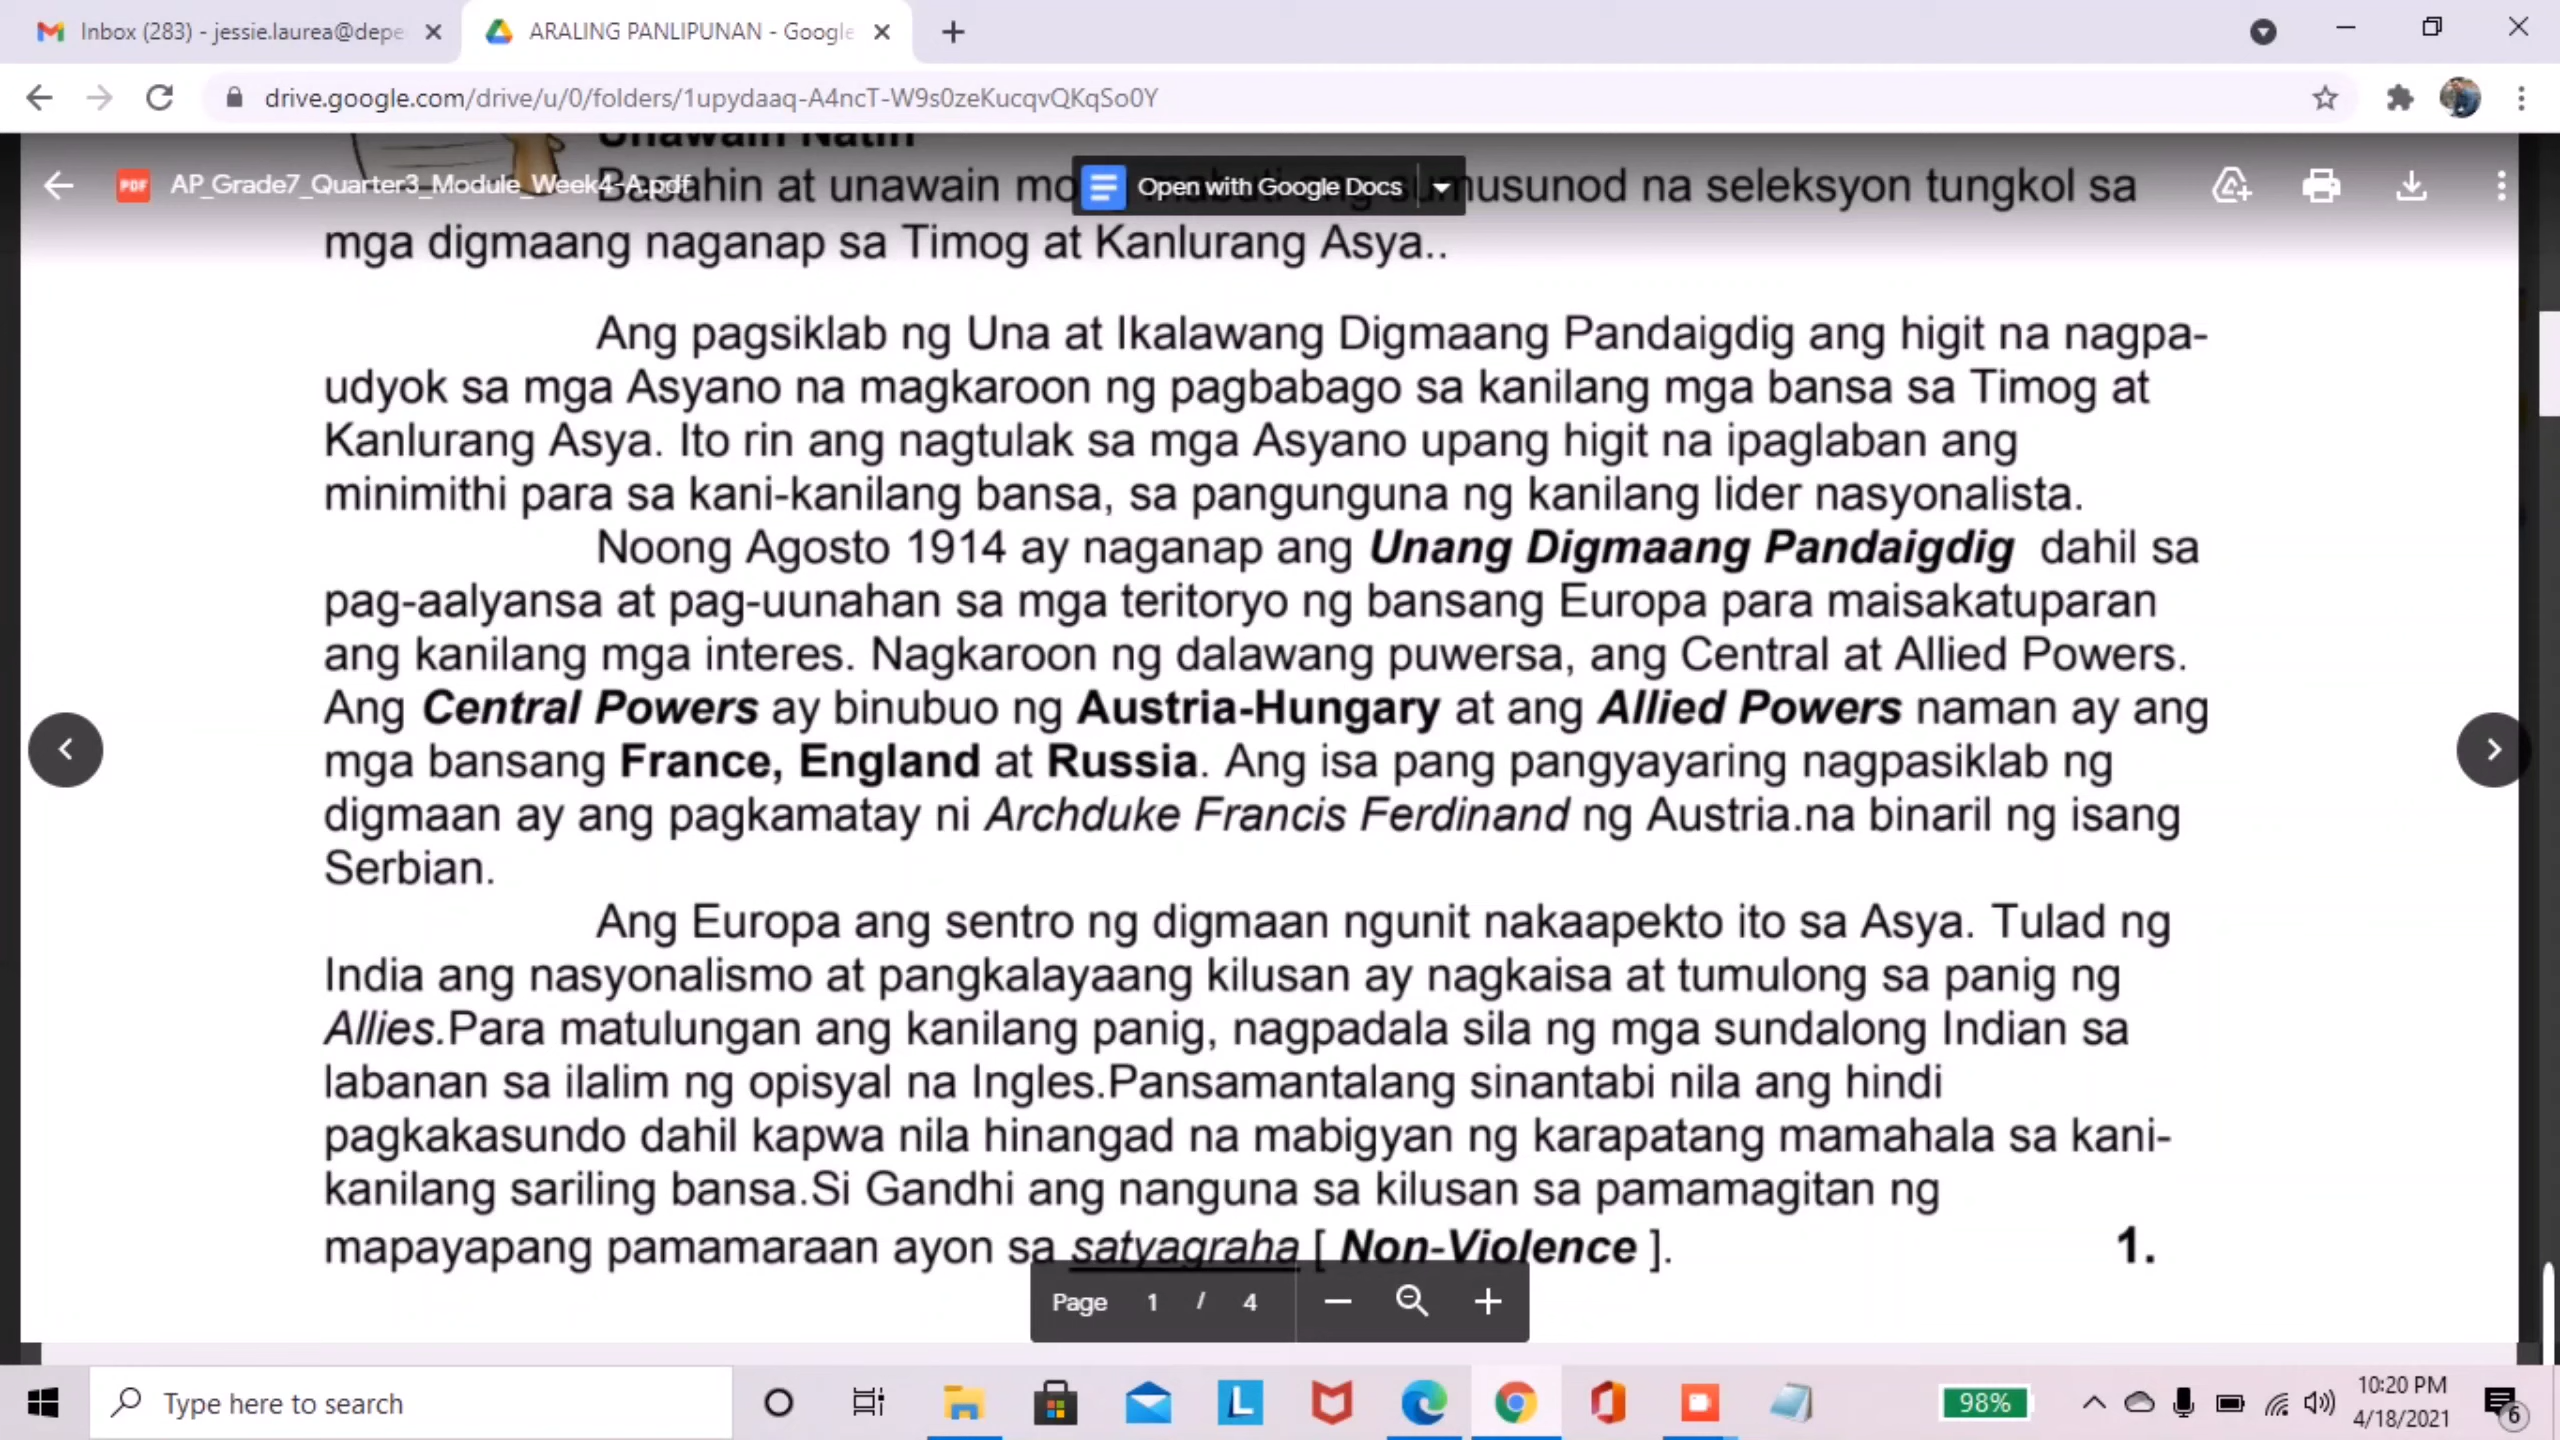 Inbox (283) - jessie.laurea@depe
ARALING PANLIPUNAN - Google
drive.google.com/drive/u/0/folders/1upydaaq-A4ncT-W9s0zeKucqvQKqSo0Y
Unawain Natin
AP_Grade7_Quarter3_Module_Week4-A.pdf
Open with Google Docs
Basahin at unawain mo mabuti ang sumusunod na seleksyon tungkol sa
mga digmaang naganap sa Timog at Kanlurang Asya..
Ang pagsiklab ng Una at Ikalawang Digmaang Pandaigdig ang higit na nagpa-
udyok sa mga Asyano na magkaroon ng pagbabago sa kanilang mga bansa sa Timog at
Kanlurang Asya. Ito rin ang nagtulak sa mga Asyano upang higit na ipaglaban ang
minimithi para sa kani-kanilang bansa, sa pangunguna ng kanilang lider nasyonalista.
Noong Agosto 1914 ay naganap ang Unang Digmaang Pandaigdig dahil sa
pag-aalyansa at pag-uunahan sa mga teritoryo ng bansang Europa para maisakatuparan
ang kanilang mga interes. Nagkaroon ng dalawang puwersa, ang Central at Allied Powers.
Ang Central Powers ay binubuo ng Austria-Hungary at ang Allied Powers naman ay ang
mga bansang France, England at Russia. Ang isa pang pangyayaring nagpasiklab ng
digmaan ay ang pagkamatay ni Archduke Francis Ferdinand ng Austria.na binaril ng isang
Serbian.
Ang Europa ang sentro ng digmaan ngunit nakaapekto ito sa Asya. Tulad ng
India ang nasyonalismo at pangkalayaang kilusan ay nagkaisa at tumulong sa panig ng
Allies.Para matulungan ang kanilang panig, nagpadala sila ng mga sundalong Indian sa
labanan sa ilalim ng opisyal na Ingles.Pansamantalang sinantabi nila ang hindi
pagkakasundo dahil kapwa nila hinangad na mabigyan ng karapatang mamahala sa kani-
kanilang sariling bansa.Si Gandhi ang nanguna sa kilusan sa pamamagitan ng
mapayapang pamamaraan ayon sa satyagraha [ Non-Violence ]. 1.
Page 1 / 4
Type here to search
98%
10:20 PM
4/18/2021
6